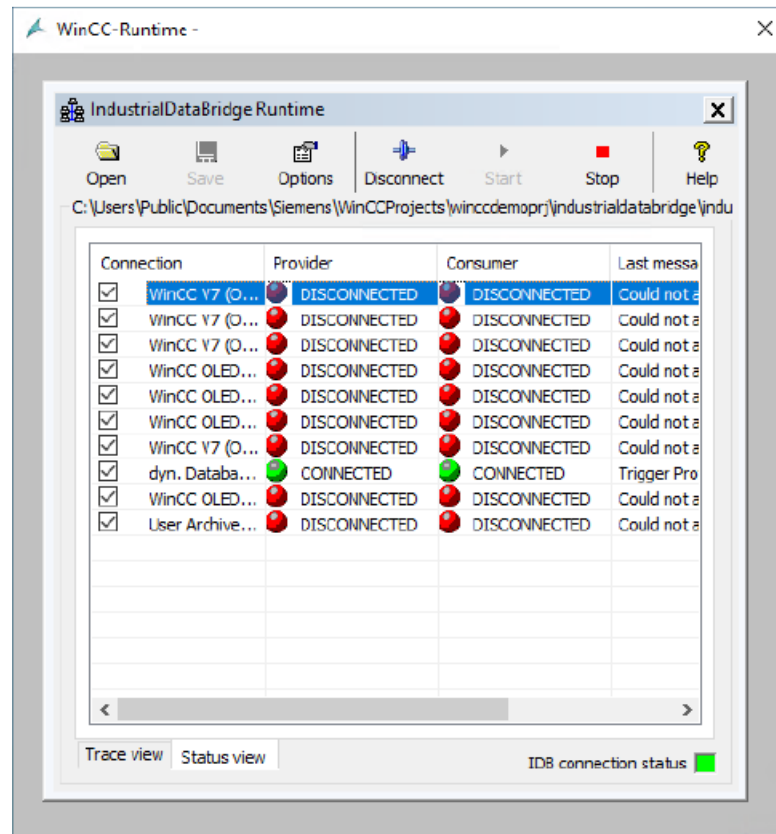 WinCC-Runtime -
IndustrialDataBridge Runtime
Open Save Options Disconnect Start Stop Help
C:\Users\Public\Documents\Siemens\WinCCProjects\winccdemoprj\industrialdatabridge\indu
Connection Provider Consumer Last messa
WinCC V7 (O... DISCONNECTED DISCONNECTED Could not a
WinCC V7 (O... DISCONNECTED DISCONNECTED Could not a
WinCC V7 (O... DISCONNECTED DISCONNECTED Could not a
WinCC OLED... DISCONNECTED DISCONNECTED Could not a
WinCC OLED... DISCONNECTED DISCONNECTED Could not a
WinCC OLED... DISCONNECTED DISCONNECTED Could not a
WinCC V7 (O... DISCONNECTED DISCONNECTED Could not a
dyn. Databa... CONNECTED CONNECTED Trigger Pro
WinCC OLED... DISCONNECTED DISCONNECTED Could not a
User Archive... DISCONNECTED DISCONNECTED Could not a
Trace view Status view IDB connection status